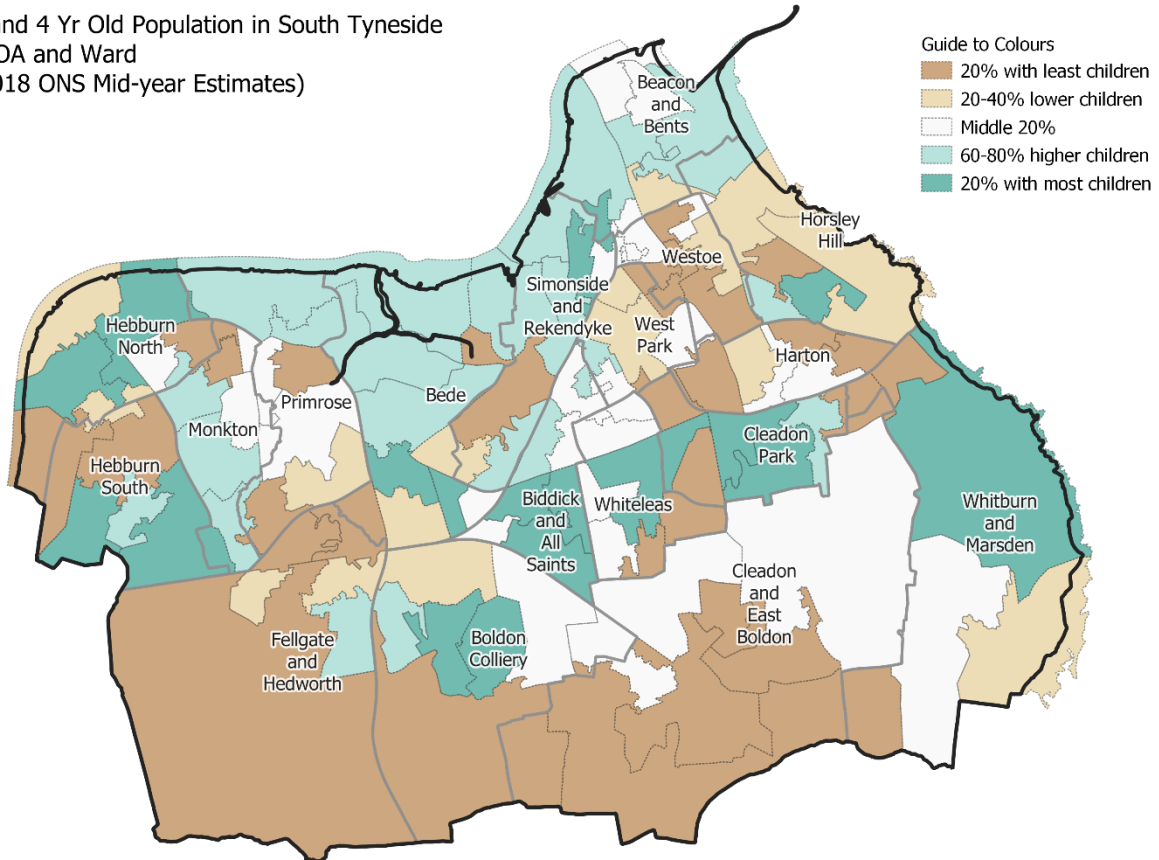 and 4 Yr Old Population in South Tyneside
OA and Ward
018 ONS Mid-year Estimates)
Guide to Colours
20% with least children
20-40% lower children
Middle 20%
60-80% higher children
20% with most children
Beacon
and
Bents
Horsley
Hill
Westoe
Simonside
and
Rekendyke
West
Park
Harton
Hebburn
North
Primrose
Bede
Monkton
Cleadon
Park
Hebburn
South
Biddick
and
All
Saints
Whiteleas
Whitburn
and
Marsden
Cleadon
and
East
Boldon
Fellgate
and
Hedworth
Boldon
Colliery